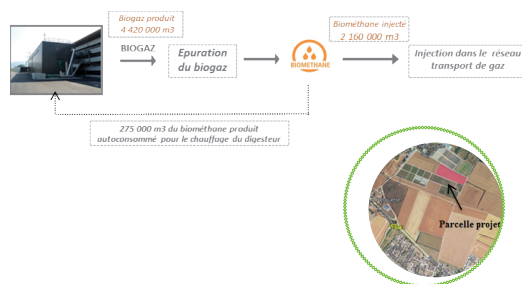 Biogaz produit
4 420 000 m3
BIOGAZ
Epuration
du biogaz
BIOMÉTHANE
Biométhane injecté
2 160 000 m3
Injection dans le réseau
transport de gaz
275 000 m3 du biométhane produit
autoconsommé pour le chauffage du digesteur
Parcelle projet